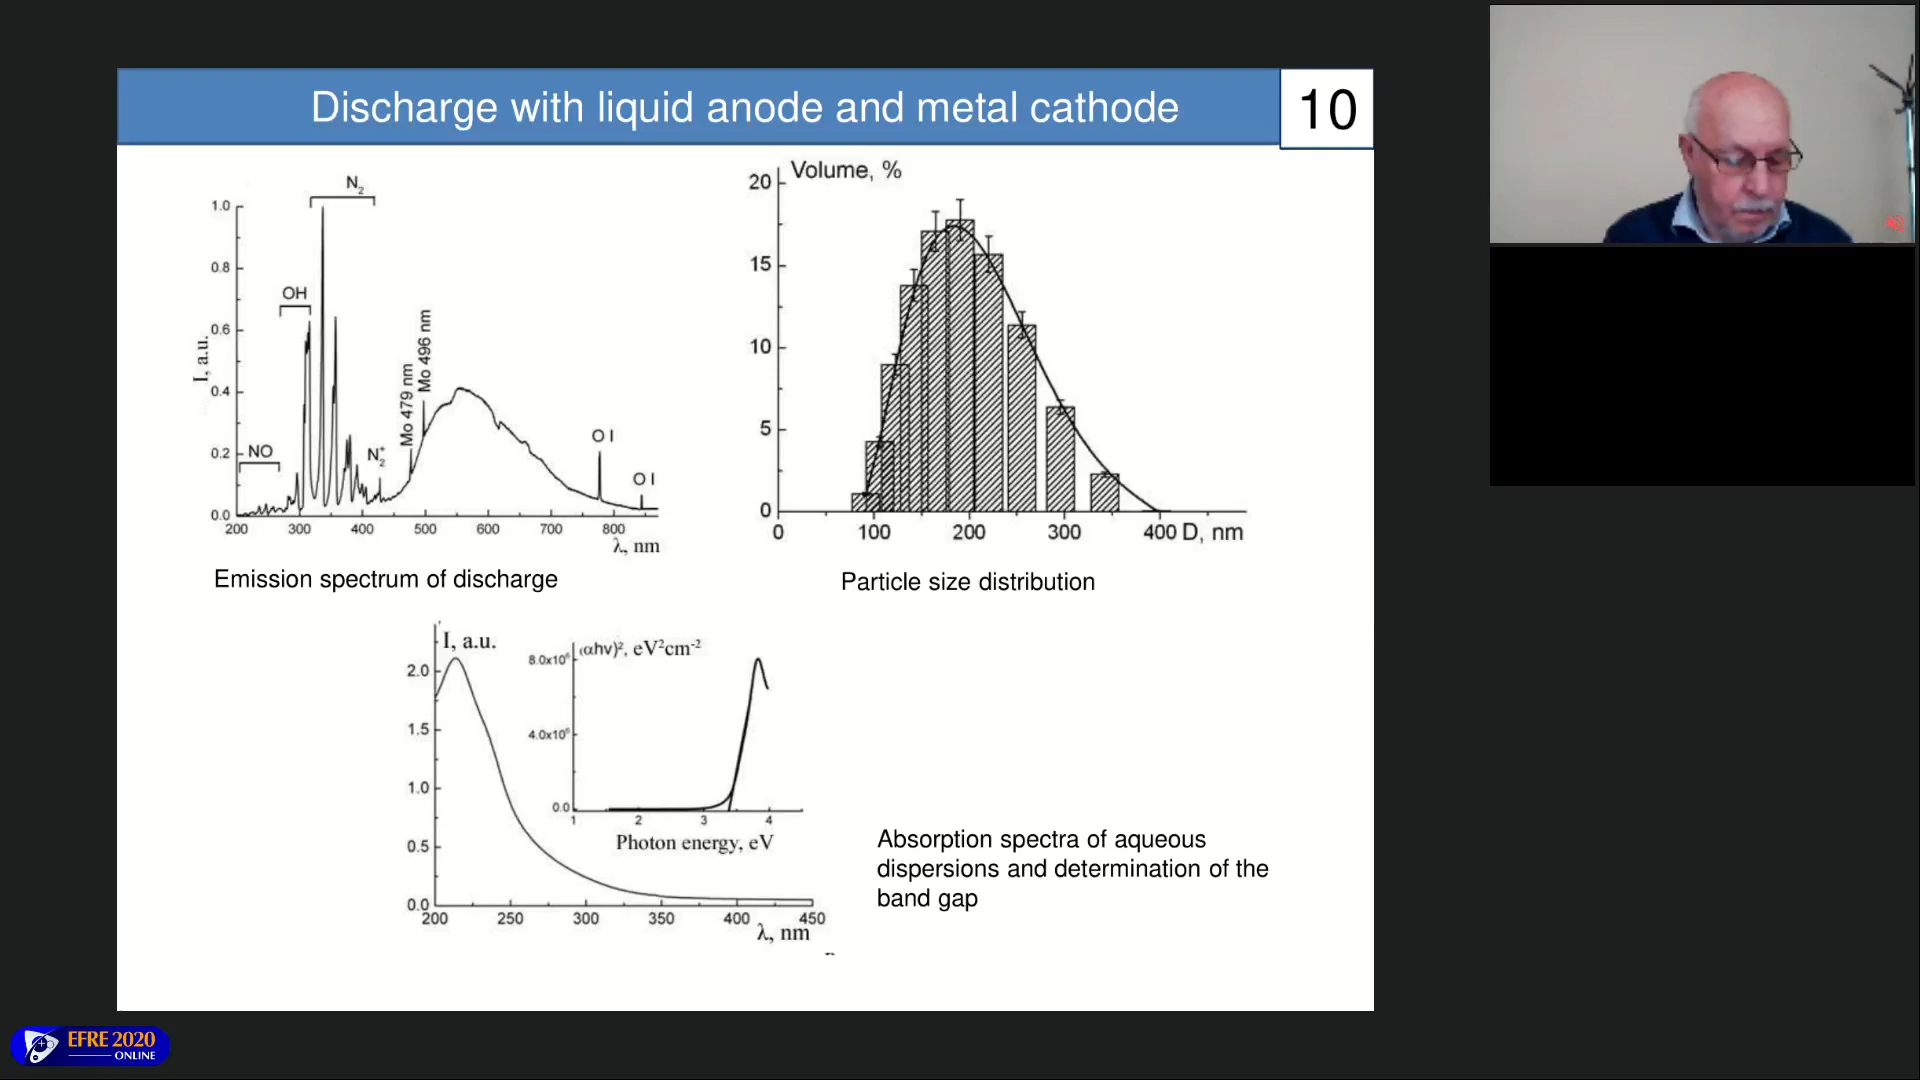 Discharge with liquid anode and metal cathode
10
N₂
1.0
0.8
OH
0.6
I, a.u.
0.4
Mo 479 nm
Mo 496 nm
O I
0.2
NO
N₂⁺
O I
0.0
200 300 400 500 600 700 800
λ, nm
Emission spectrum of discharge
Volume, %
20
15
10
5
0
0 100 200 300 400 D, nm
Particle size distribution
I, a.u.
2.0
1.5
1.0
0.5
0.0
200 250 300 350 400 450
λ, nm
(αhν)², eV²cm⁻²
8.0x10⁶
4.0x10⁶
0.0
1 2 3 4
Photon energy, eV
Absorption spectra of aqueous
dispersions and determination of the
band gap
EFRE 2020
ONLINE